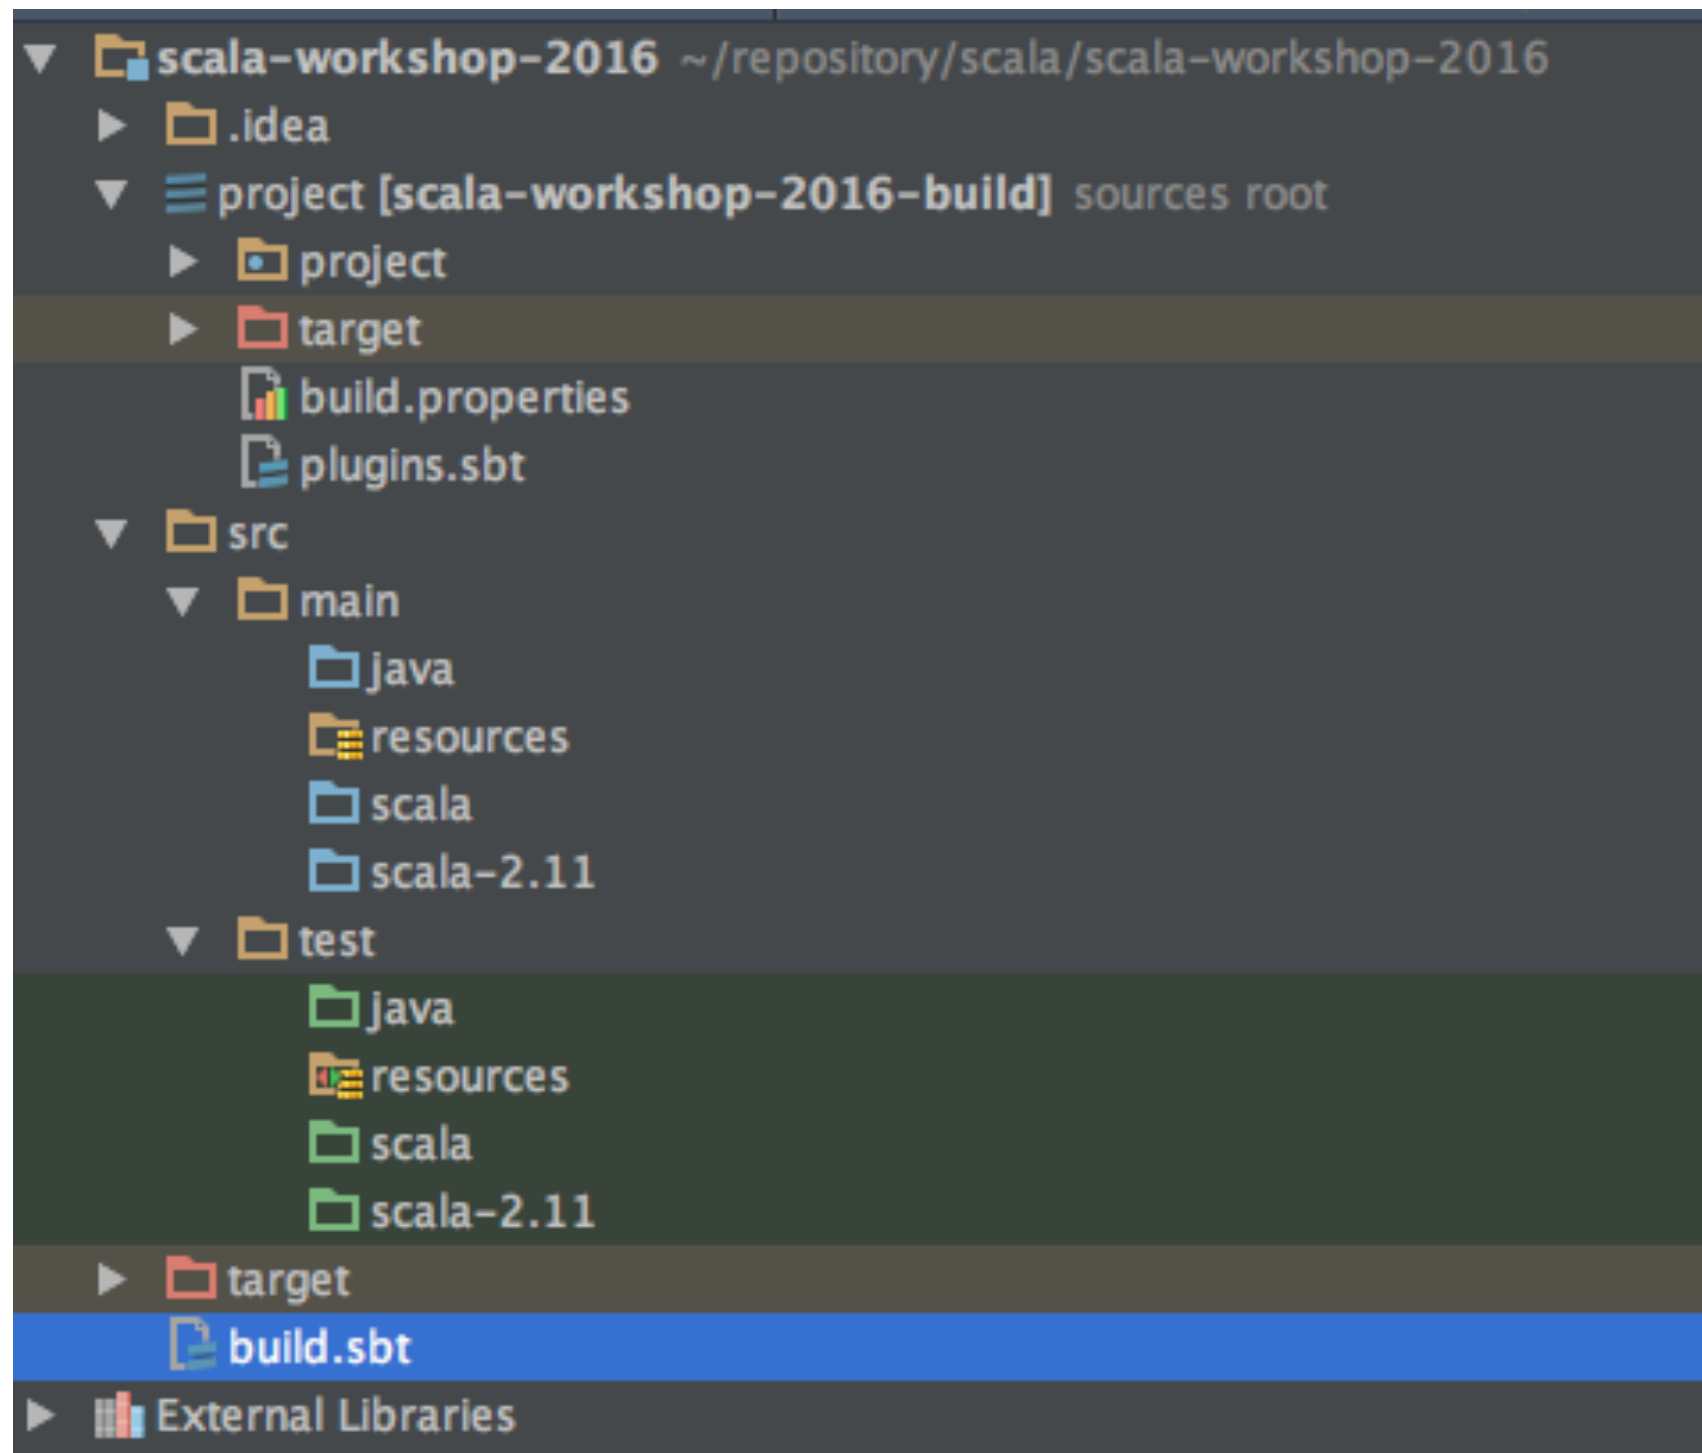 scala-workshop-2016 ~/repository/scala/scala-workshop-2016
.idea
project [scala-workshop-2016-build] sources root
project
target
build.properties
plugins.sbt
src
main
java
resources
scala
scala-2.11
test
java
resources
scala
scala-2.11
target
build.sbt
External Libraries